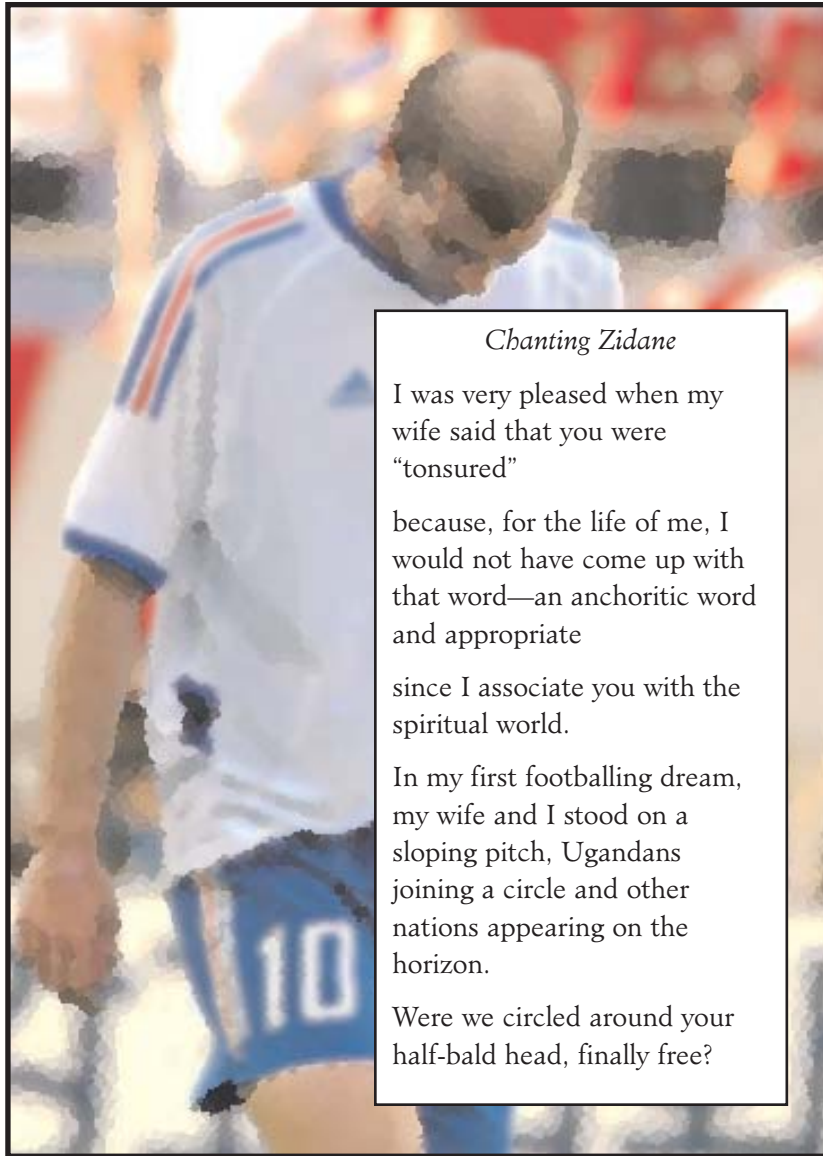 Chanting Zidane
I was very pleased when my
wife said that you were
“tonsured”
because, for the life of me, I
would not have come up with
that word—an anchoritic word
and appropriate
since I associate you with the
spiritual world.
In my first footballing dream,
my wife and I stood on a
sloping pitch, Ugandans
joining a circle and other
nations appearing on the
horizon.
Were we circled around your
half-bald head, finally free?
10